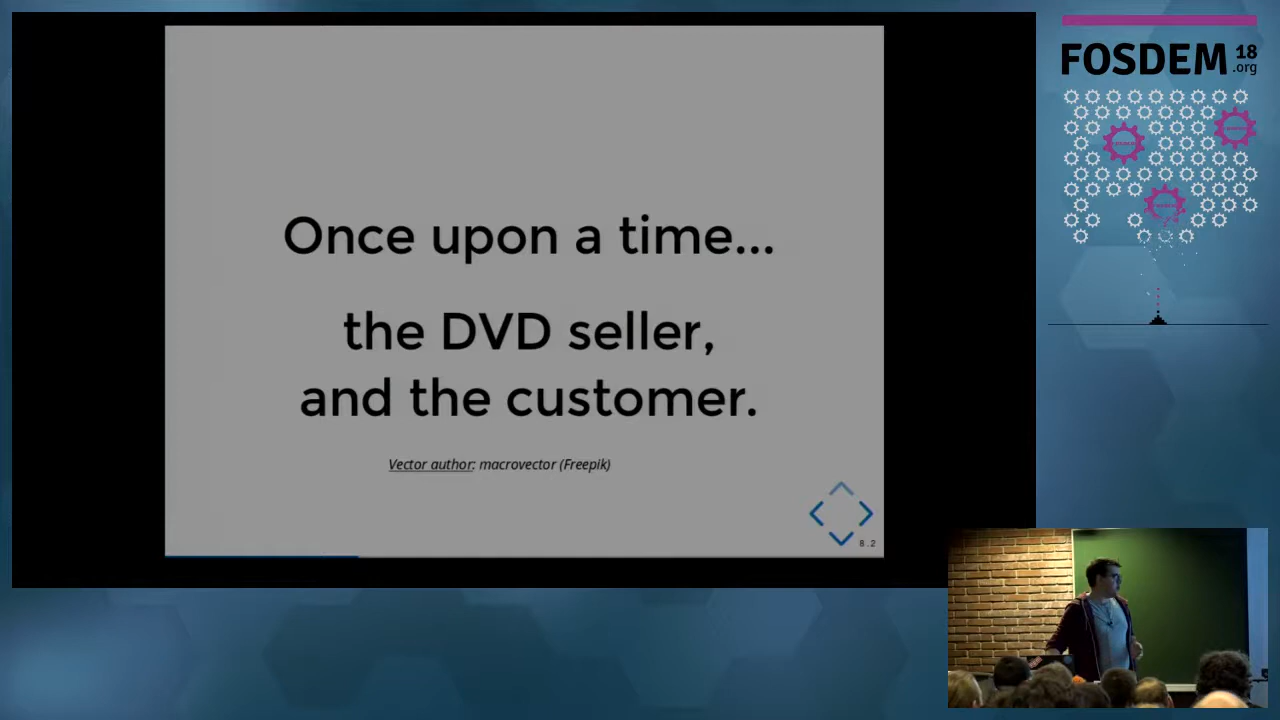 Once upon a time...
the DVD seller,
and the customer.
Vector author: macrovector (Freepik)
8.2
FOSDEM 18
.org